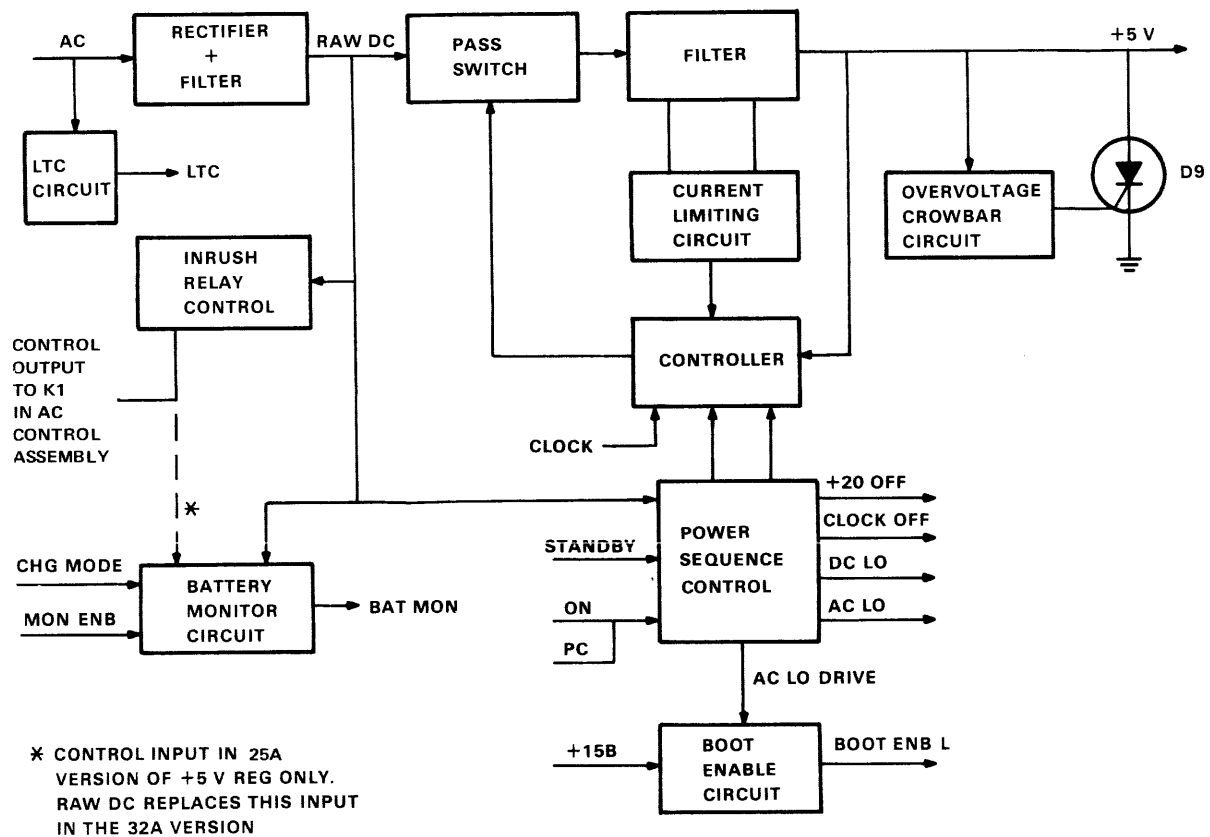 AC
RECTIFIER
+
FILTER
RAW DC
PASS
SWITCH
FILTER
+5 V
LTC
CIRCUIT
LTC
CURRENT
LIMITING
CIRCUIT
OVERVOLTAGE
CROWBAR
CIRCUIT
D9
INRUSH
RELAY
CONTROL
CONTROL
OUTPUT
TO K1
IN AC
CONTROL
ASSEMBLY
CONTROLLER
CLOCK
*
CHG MODE
MON ENB
BATTERY
MONITOR
CIRCUIT
BAT MON
STANDBY
ON
PC
POWER
SEQUENCE
CONTROL
+20 OFF
CLOCK OFF
DC LO
AC LO
AC LO DRIVE
+15B
BOOT
ENABLE
CIRCUIT
BOOT ENB L
* CONTROL INPUT IN 25A
VERSION OF +5 V REG ONLY.
RAW DC REPLACES THIS INPUT
IN THE 32A VERSION